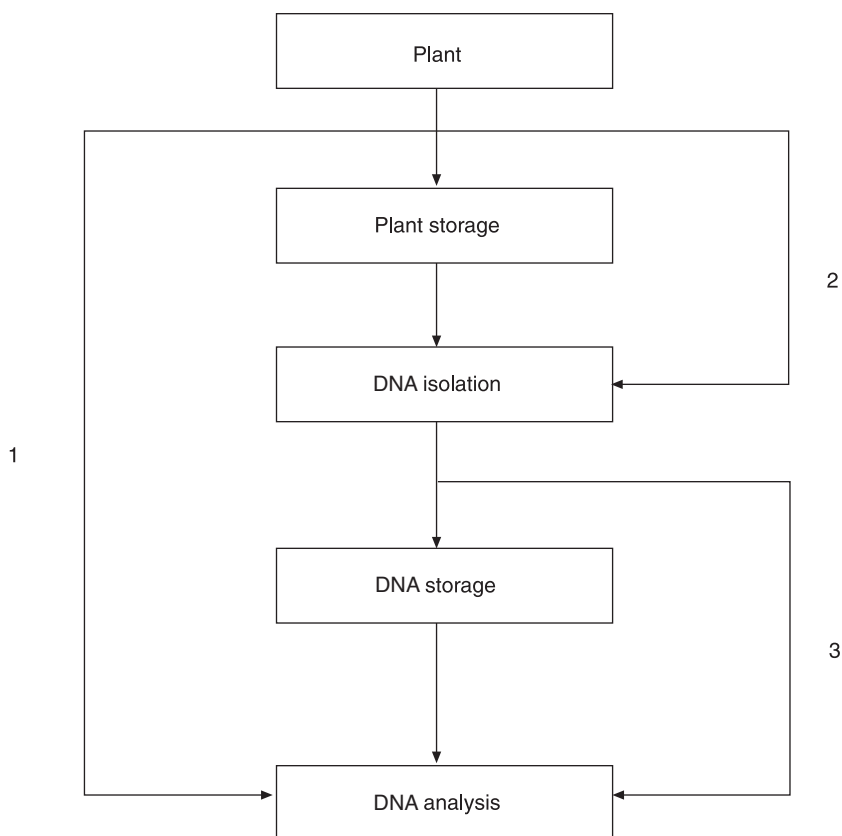 Plant
Plant storage
2
DNA isolation
1
DNA storage
3
DNA analysis